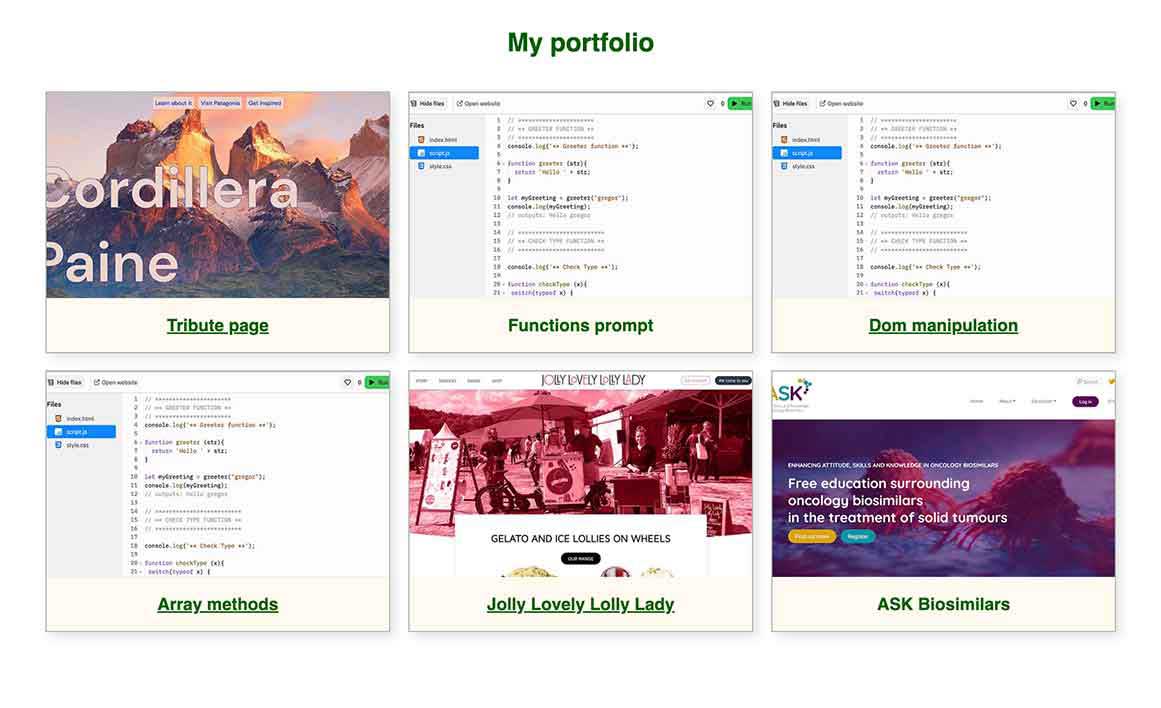 My portfolio
Learn about it Visit Patagonia Get inspired
Cordillera
Paine
Tribute page
Hide files Open website 0 Run
Files
index.html
script.js
style.css
1 // ======================
2 // == GREETER FUNCTION ==
3 // ======================
4 console.log('== Greeter function ==');
5
6 function greeter (str){
7 return 'Hello ' + str;
8 }
9
10 let myGreeting = greeter("gregor");
11 console.log(myGreeting);
12 // outputs: Hello gregor
13
14 // =========================
15 // == CHECK TYPE FUNCTION ==
16 // =========================
17
18 console.log('== Check Type ==');
19
20 function checkType (x){
21 switch(typeof x) {
Functions prompt
Hide files Open website 0 Run
Files
index.html
script.js
style.css
1 // ======================
2 // == GREETER FUNCTION ==
3 // ======================
4 console.log('== Greeter function ==');
5
6 function greeter (str){
7 return 'Hello ' + str;
8 }
9
10 let myGreeting = greeter("gregor");
11 console.log(myGreeting);
12 // outputs: Hello gregor
13
14 // =========================
15 // == CHECK TYPE FUNCTION ==
16 // =========================
17
18 console.log('== Check Type ==');
19
20 function checkType (x){
21 switch(typeof x) {
Dom manipulation
Hide files Open website 0 Run
Files
index.html
script.js
style.css
1 // ======================
2 // == GREETER FUNCTION ==
3 // ======================
4 console.log('== Greeter function ==');
5
6 function greeter (str){
7 return 'Hello ' + str;
8 }
9
10 let myGreeting = greeter("gregor");
11 console.log(myGreeting);
12 // outputs: Hello gregor
13
14 // =========================
15 // == CHECK TYPE FUNCTION ==
16 // =========================
17
18 console.log('== Check Type ==');
19
20 function checkType (x){
21 switch(typeof x) {
Array methods
JOLLY LOVELY LOLLY LADY
GELATO AND ICE LOLLIES ON WHEELS
OUR RANGE
Jolly Lovely Lolly Lady
ASK
Home About Education Log in
ENHANCING ATTITUDE, SKILLS AND KNOWLEDGE IN ONCOLOGY BIOSIMILARS
Free education surrounding
oncology biosimilars
in the treatment of solid tumours
Find out more Register
ASK Biosimilars